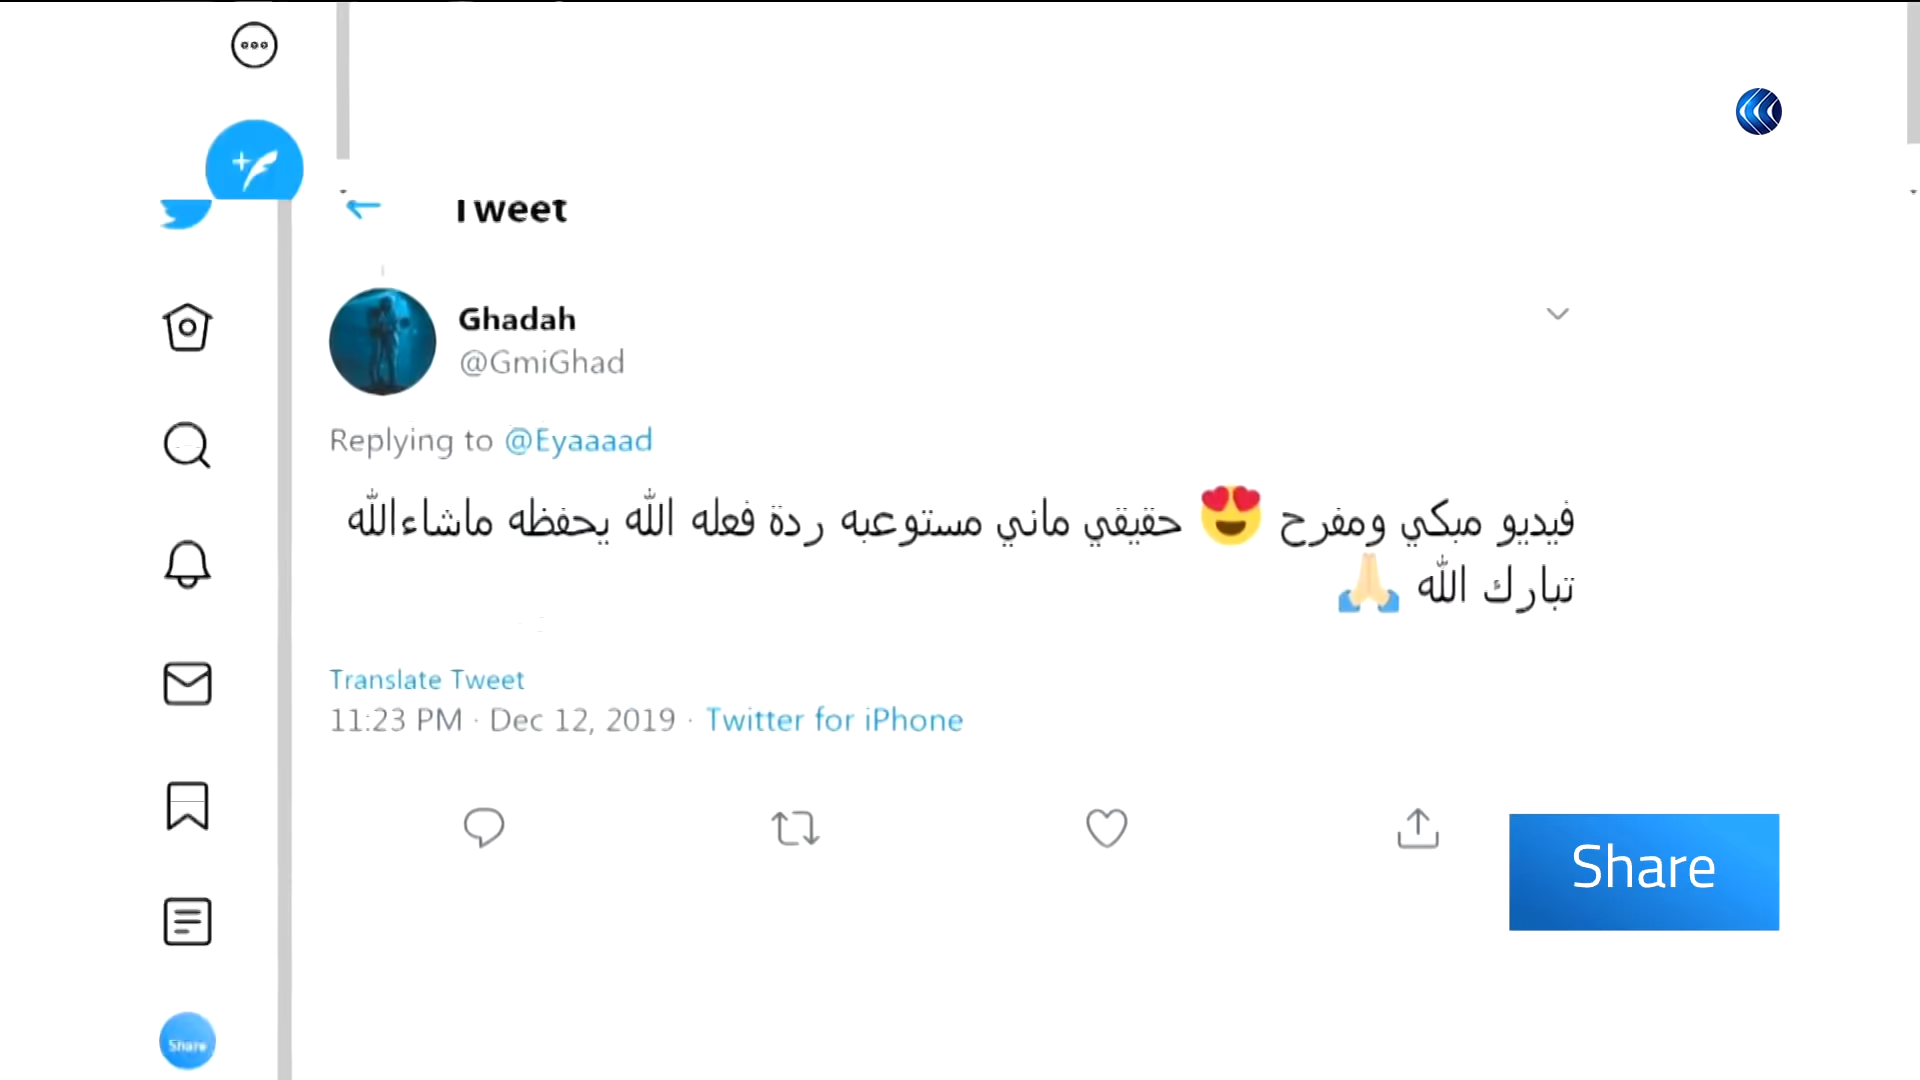 Tweet
Ghadah
@GmiGhad
Replying to @Eyaaaad
فيديو مبكي ومفرح 😍 حقيقي ماني مستوعبه ردة فعله الله يحفظه ماشاءالله
تبارك الله 🙏🏻
Translate Tweet
11:23 PM · Dec 12, 2019 · Twitter for iPhone
Share
Share